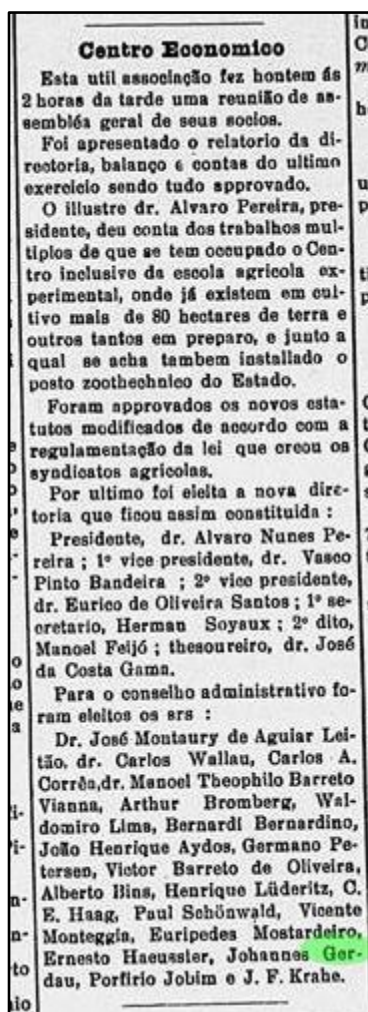 Centro Economico
Esta util associação fez hontem ás
2 horas da tarde uma reunião de as-
sembléa geral de seus socios.
Foi apresentado o relatorio da di-
rectoria, balanço e contas do ultimo
exercicio sendo tudo approvado.
O illustre dr. Alvaro Pereira, pre-
sidente, deu conta dos trabalhos mul-
tiplos de que se tem occupado o Cen-
tro inclusive da escola agricola ex-
perimental, onde já existem em cul-
tivo mais de 80 hectares de terra e
outros tantos em preparo, e junto a
qual se acha tambem installado o
posto zoothechnico do Estado.
Foram approvados os novos esta-
tutos modificados de accordo com a
regulamentação da lei que creou os
syndicatos agricolas.
Por ultimo foi eleita a nova dire-
toria que ficou assim constituida :
Presidente, dr. Alvaro Nunes Pe-
reira ; 1º vice presidente, dr. Vasco
Pinto Bandeira ; 2º vice presidente,
dr. Eurico de Oliveira Santos ; 1º se-
cretario, Herman Soyaux ; 2º dito,
Manoel Feijó ; thesoureiro, dr. José
da Costa Gama.
Para o conselho administrativo fo-
ram eleitos os srs :
Dr. José Montaury de Aguiar Lei-
tão, dr. Carlos Wallau, Carlos A.
Corrêa, dr. Manoel Theophilo Barreto
Vianna, Arthur Bromberg, Wal-
domiro Lima, Bernardi Bernardino,
João Henrique Aydos, Germano Pe-
tersen, Victor Barreto de Oliveira,
Alberto Bins, Henrique Lüderitz, C.
E. Haag, Paul Schönwald, Vicente
Monteggia, Euripedes Mostardeiro,
Ernesto Haeussler, Johannes Ger-
dau, Porfirio Jobim e J. F. Krahe.